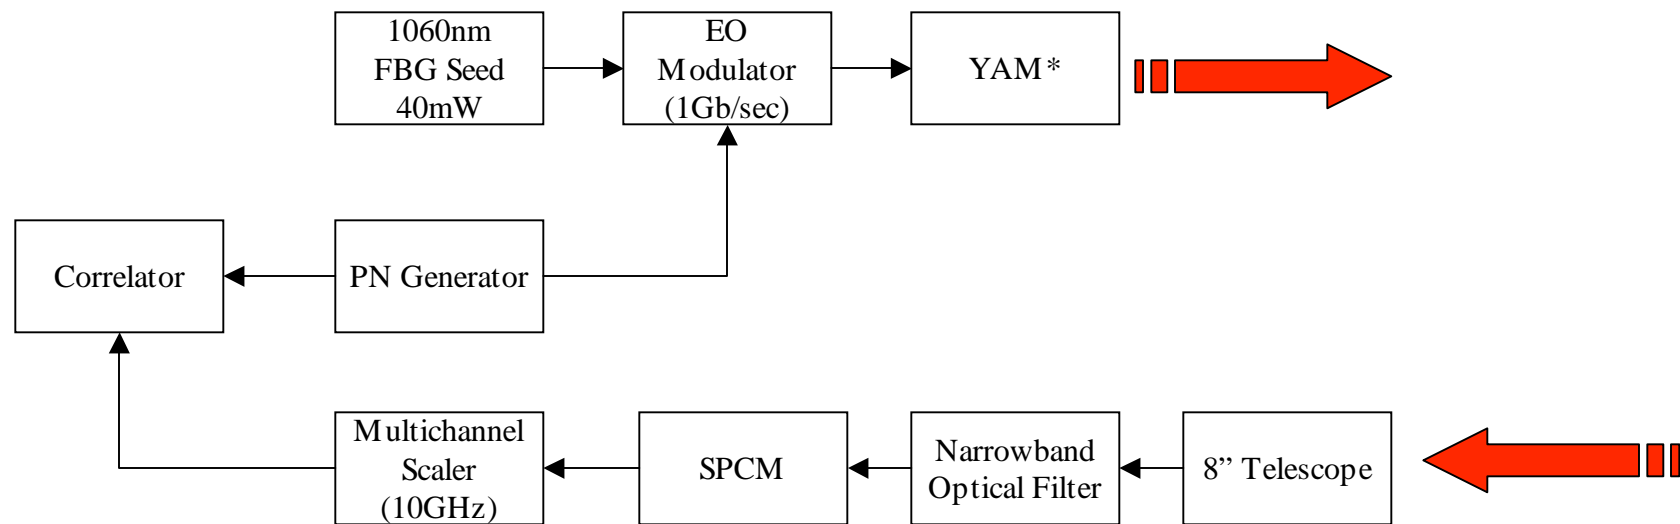 1060nm
FBG Seed
40mW
EO
Modulator
(1Gb/sec)
YAM*
Correlator
PN Generator
Multichannel
Scaler
(10GHz)
SPCM
Narrowband
Optical Filter
8” Telescope